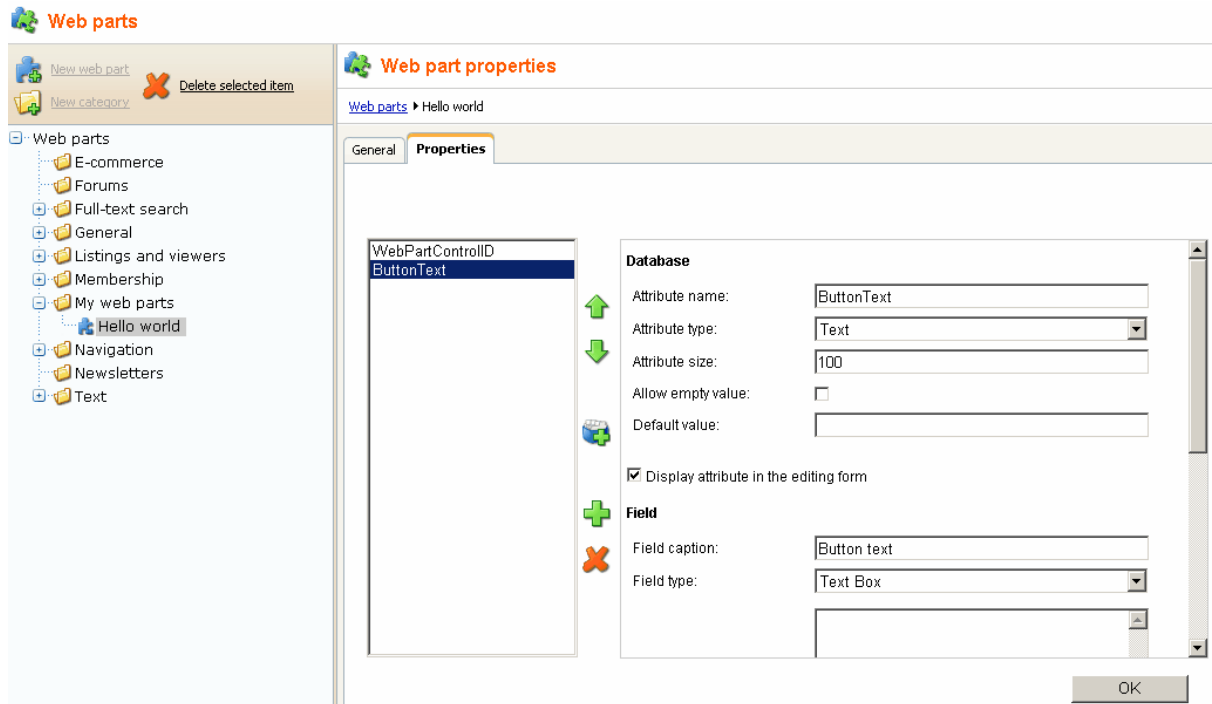 Web parts
New web part
New category
Delete selected item
Web parts
E-commerce
Forums
Full-text search
General
Listings and viewers
Membership
My web parts
Hello world
Navigation
Newsletters
Text
Web part properties
Web parts Hello world
General Properties
WebPartControlID
ButtonText
Database
Attribute name: ButtonText
Attribute type: Text
Attribute size: 100
Allow empty value:
Default value:
Display attribute in the editing form
Field
Field caption: Button text
Field type: Text Box
OK